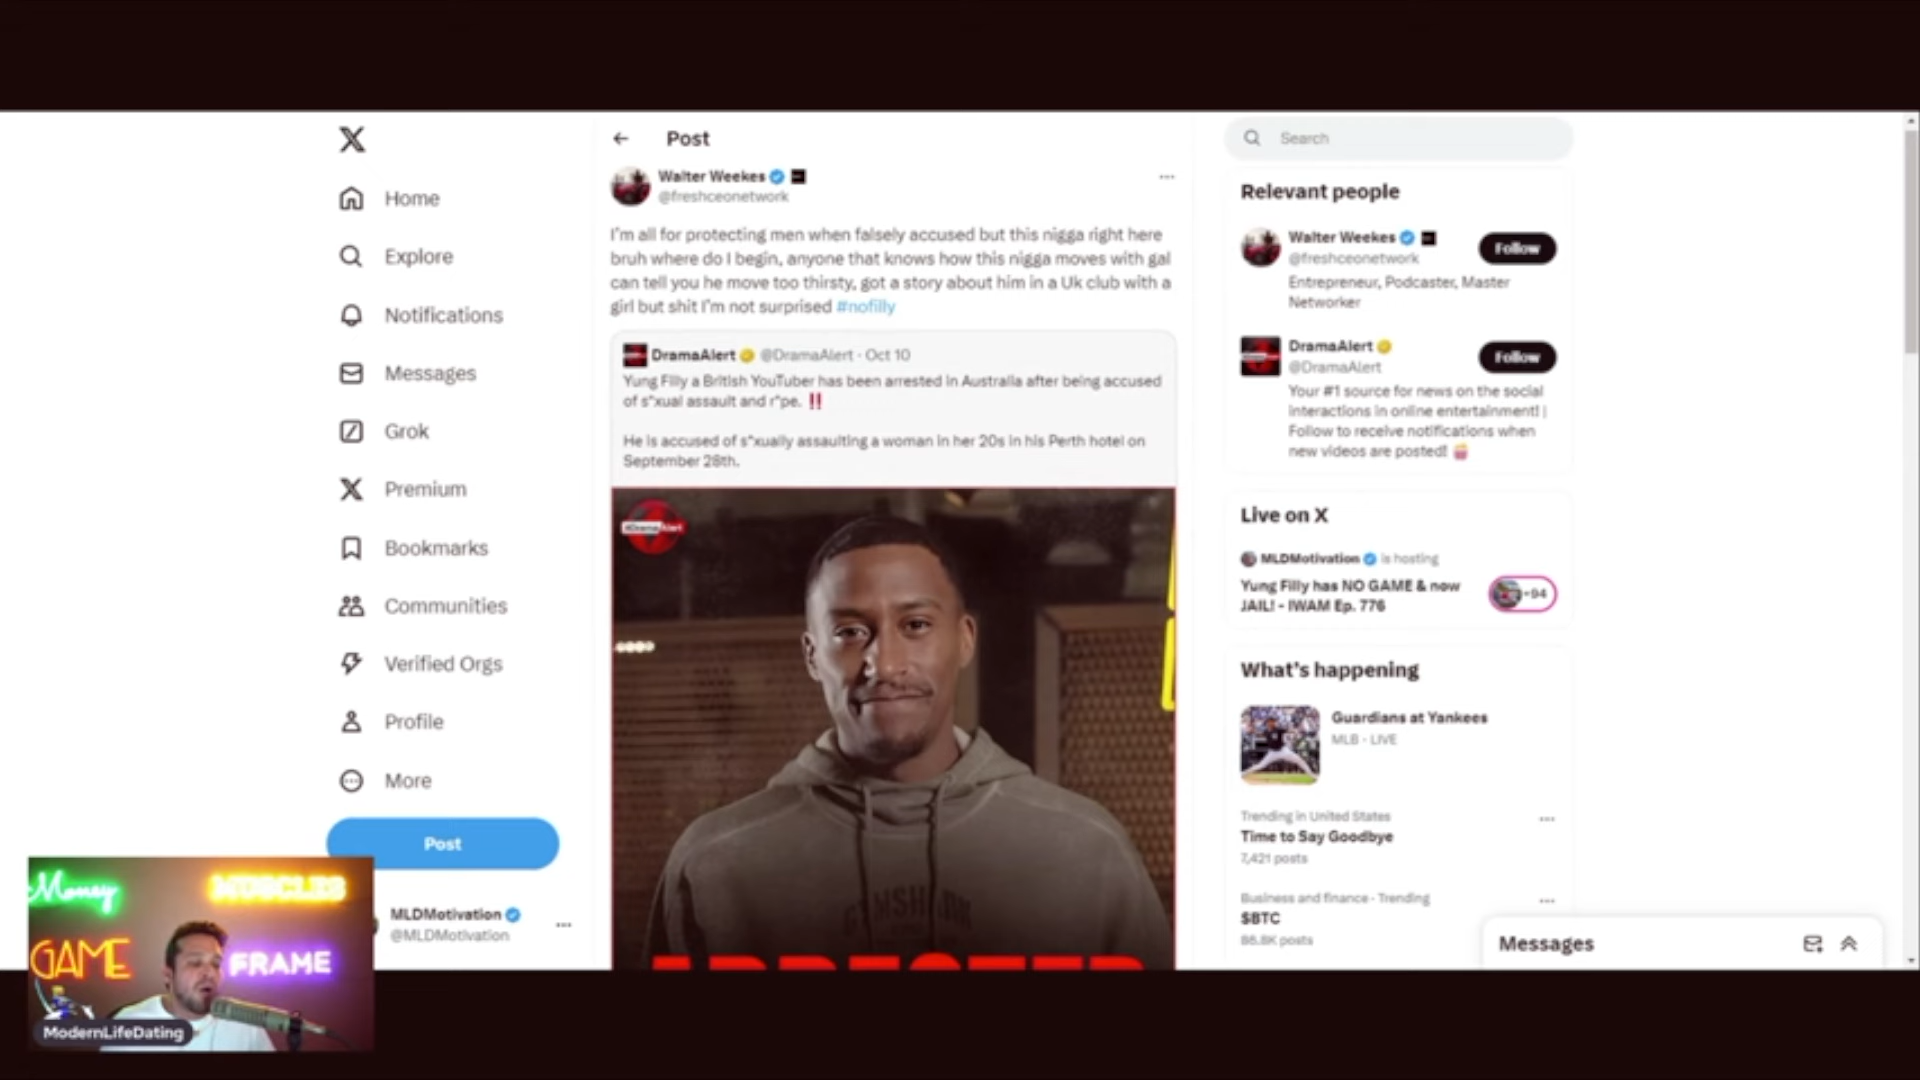 Home
Explore
Notifications
Messages
Grok
Premium
Bookmarks
Communities
Verified Orgs
Profile
More
Post
MLDMotivation
@MLDMotivation
Money
MUSCLES
GAME
FRAME
ModernLifeDating
Post
Walter Weekes
@freshceonetwork
I'm all for protecting men when falsely accused but this nigga right here
bruh where do I begin, anyone that knows how this nigga moves with gal
can tell you he move too thirsty, got a story about him in a Uk club with a
girl but shit I'm not surprised #nofilly
DramaAlert @DramaAlert · Oct 10
Yung Filly a British YouTuber has been arrested in Australia after being accused
of s*xual assault and r*pe. ‼️
He is accused of s*xually assaulting a woman in her 20s in his Perth hotel on
September 28th.
#DramaAlert
ARRESTED
Search
Relevant people
Walter Weekes
Follow
@freshceonetwork
Entrepreneur, Podcaster, Master
Networker
DramaAlert
Follow
@DramaAlert
Your #1 source for news on the social
interactions in online entertainment! |
Follow to receive notifications when
new videos are posted! 🍿
Live on X
MLDMotivation is hosting
Yung Filly has NO GAME & now
JAIL! - IWAM Ep. 776
+94
What's happening
Guardians at Yankees
MLB · LIVE
Trending in United States
Time to Say Goodbye
7,421 posts
Business and finance · Trending
$BTC
86.8K posts
Messages